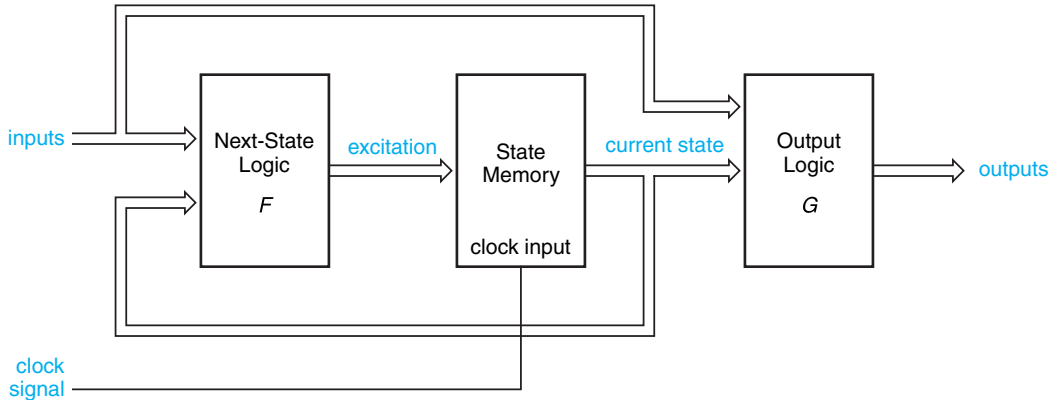 inputs
Next-State
Logic
F
excitation
State
Memory
clock input
current state
Output
Logic
G
outputs
clock
signal